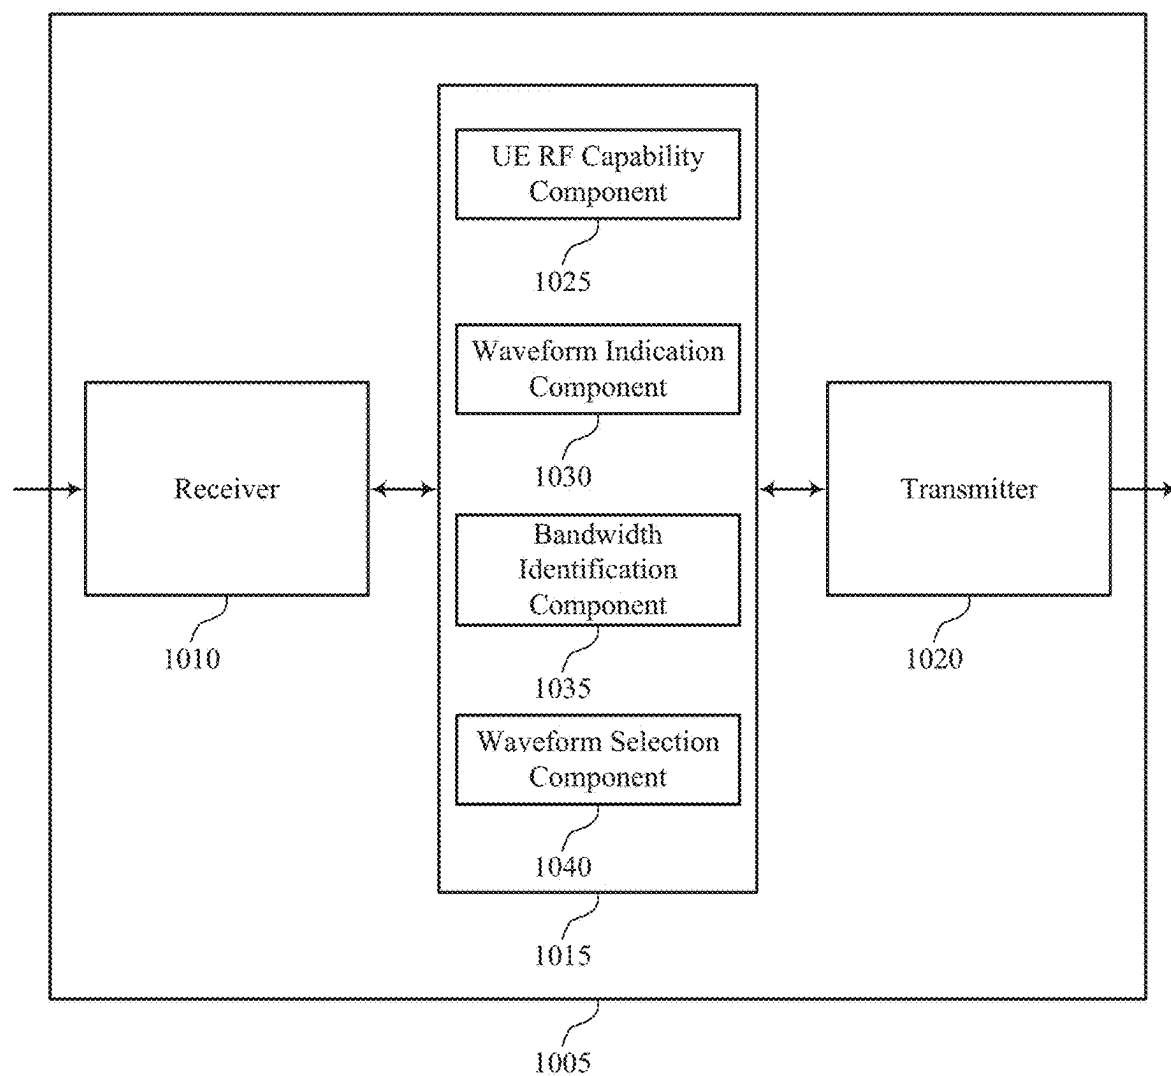 UE RF Capability
Component
1025
Waveform Indication
Component
1030
Receiver
1010
Bandwidth
Identification
Component
1035
Transmitter
1020
Waveform Selection
Component
1040
1015
1005